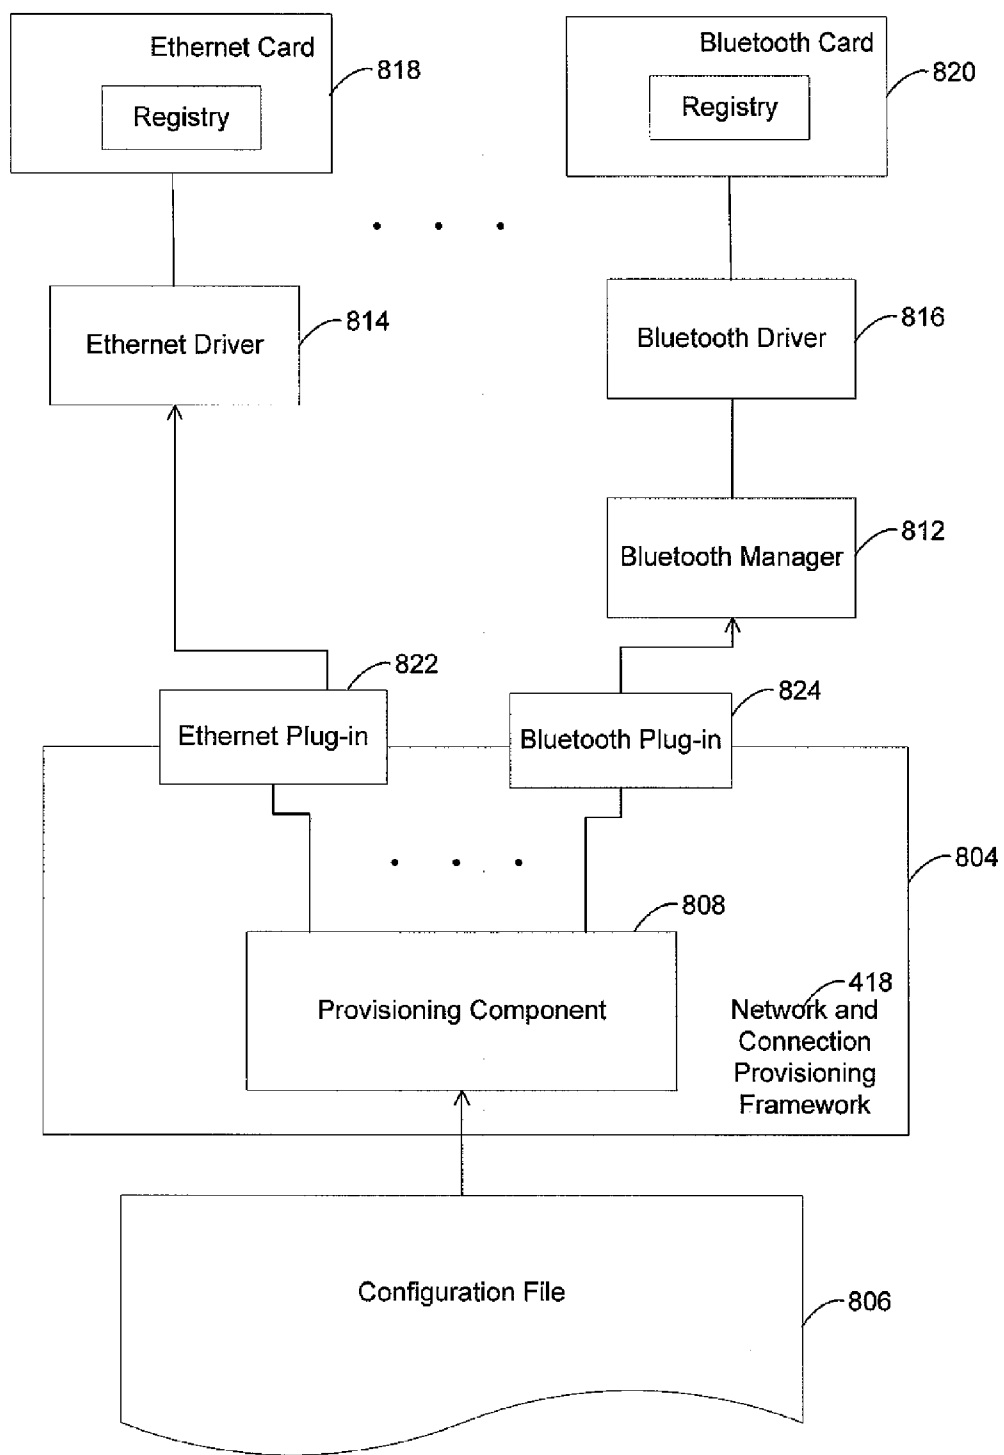 Ethernet Card
818
Registry
Bluetooth Card
820
Registry
Ethernet Driver
814
Bluetooth Driver
816
Bluetooth Manager
812
Ethernet Plug-in
822
Bluetooth Plug-in
824
804
808
Provisioning Component
418
Network and
Connection
Provisioning
Framework
Configuration File
806